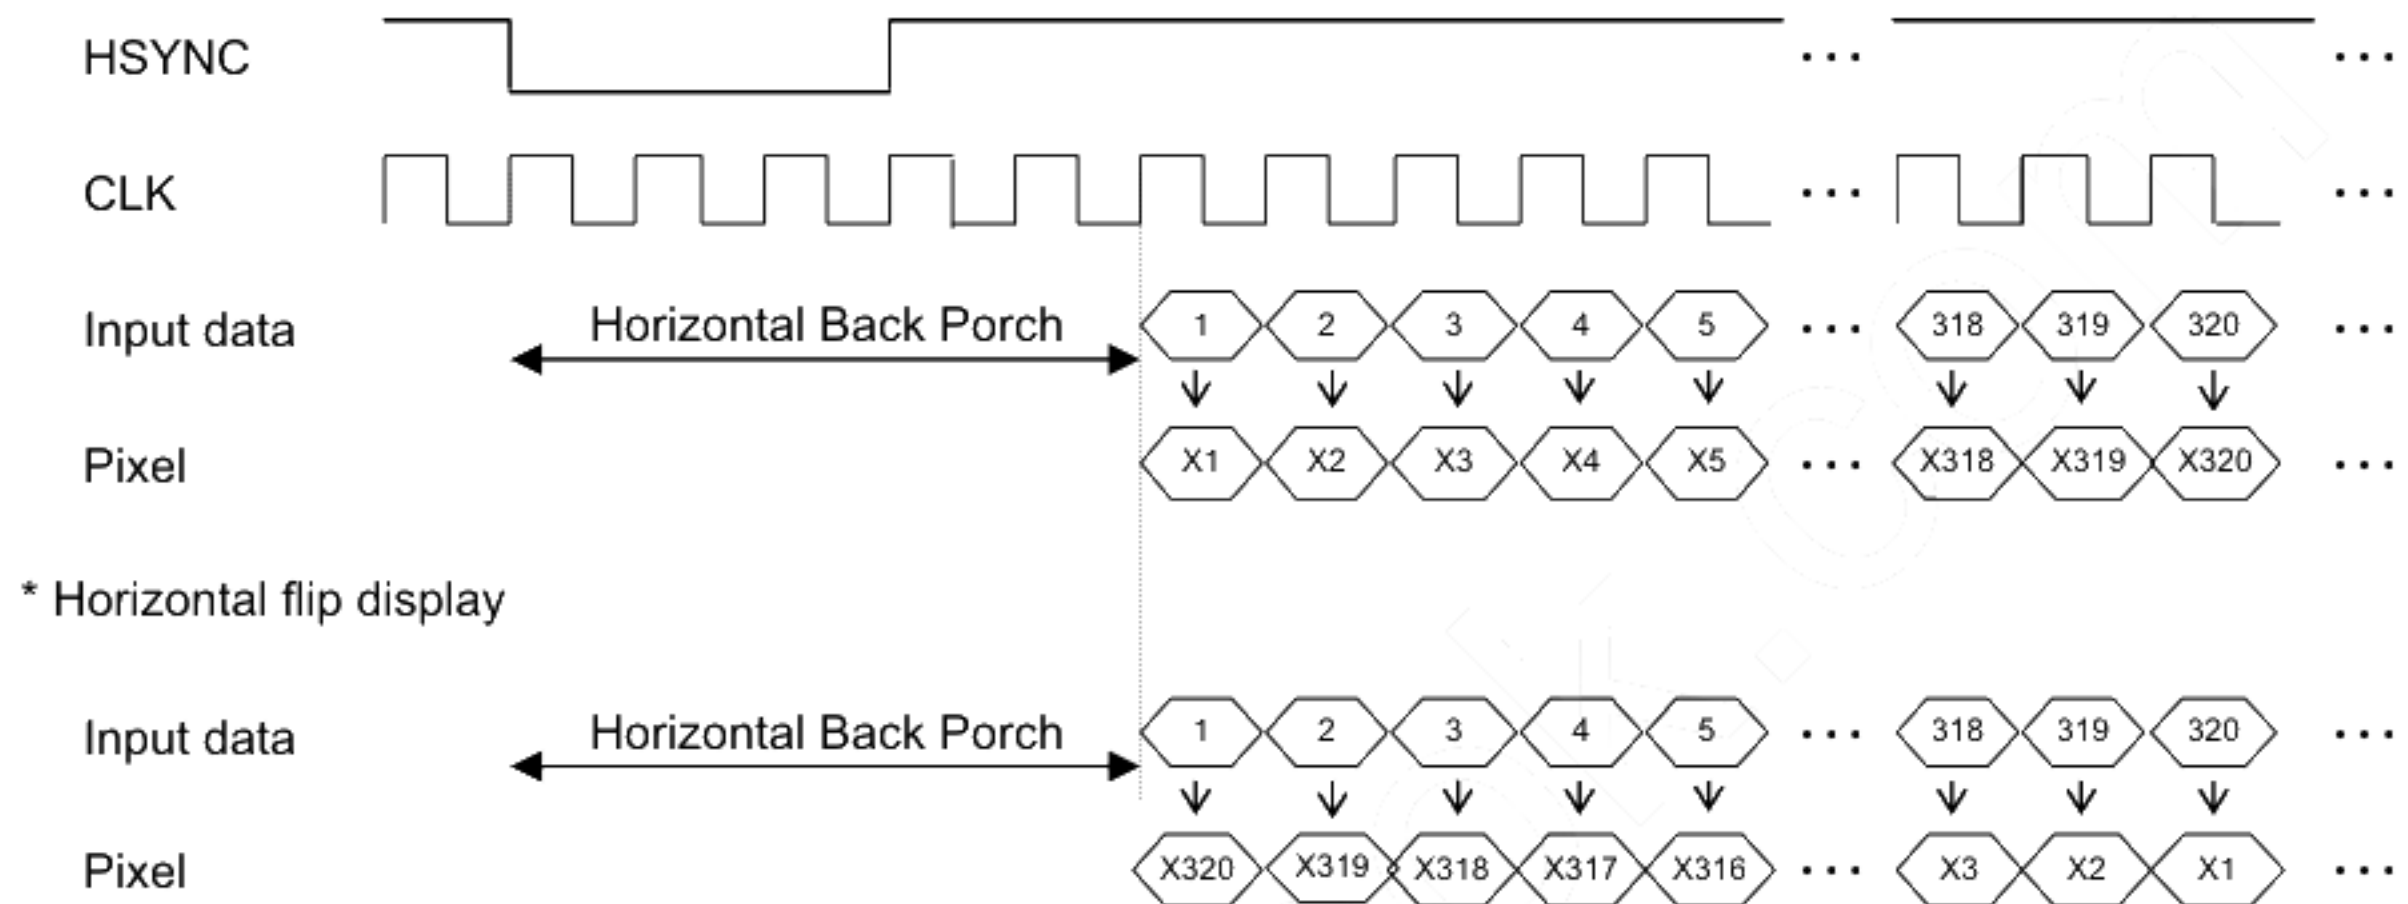 HSYNC ... ...
CLK ... ...
Input data Horizontal Back Porch 1 2 3 4 5 ... 318 319 320 ...
Pixel X1 X2 X3 X4 X5 ... X318 X319 X320 ...
* Horizontal flip display
Input data Horizontal Back Porch 1 2 3 4 5 ... 318 319 320 ...
Pixel X320 X319 X318 X317 X316 ... X3 X2 X1 ...